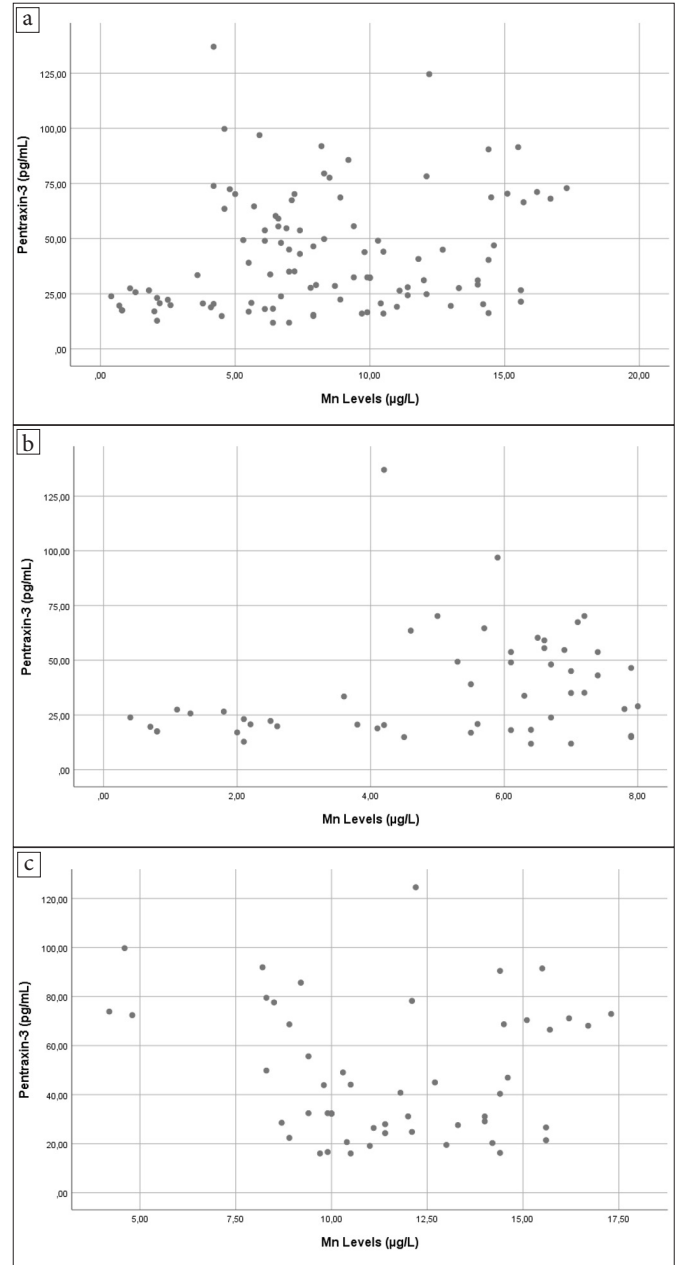 a
125,00
100,00
75,00
50,00
25,00
,00
Pentraxin-3 (pg/mL)
,00 5,00 10,00 15,00 20,00
Mn Levels (µg/L)
b
125,00
100,00
75,00
50,00
25,00
,00
Pentraxin-3 (pg/mL)
,00 2,00 4,00 6,00 8,00
Mn Levels (µg/L)
c
120,00
100,00
80,00
60,00
40,00
20,00
,00
Pentraxin-3 (pg/mL)
5,00 7,50 10,00 12,50 15,00 17,50
Mn Levels (µg/L)